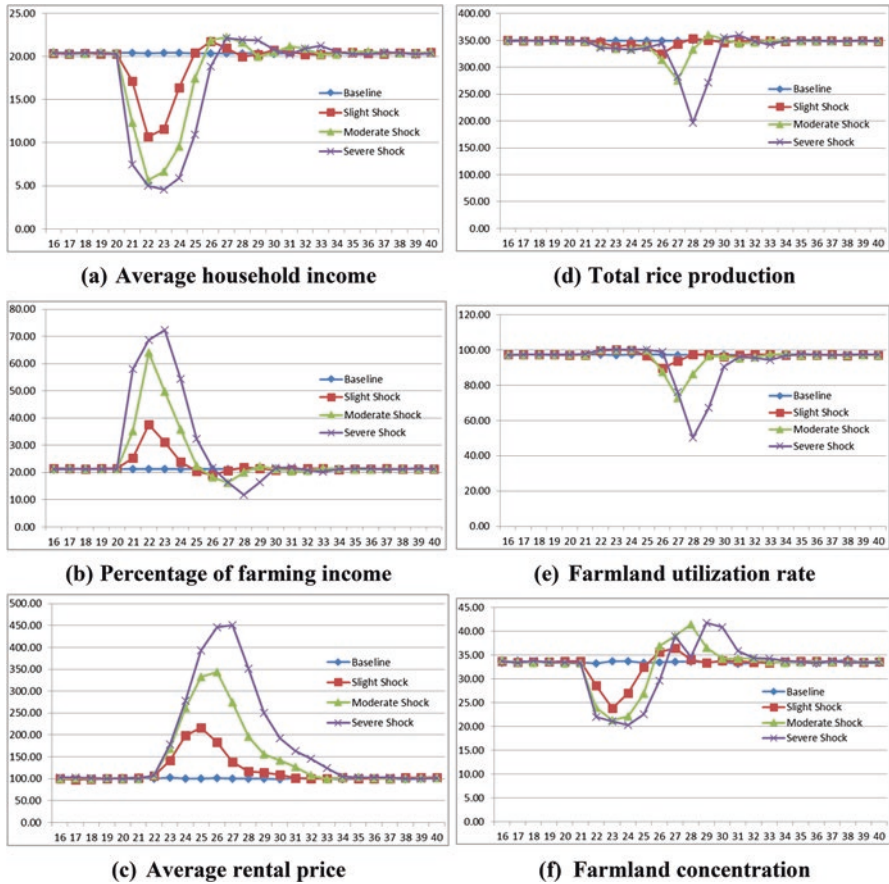 25.00
20.00
15.00
10.00
5.00
0.00
Baseline
Slight Shock
Moderate Shock
Severe Shock
16 17 18 19 20 21 22 23 24 25 26 27 28 29 30 31 32 33 34 35 36 37 38 39 40
(a) Average household income
400.00
350.00
300.00
250.00
200.00
150.00
100.00
50.00
0.00
Baseline
Slight Shock
Moderate Shock
Severe Shock
16 17 18 19 20 21 22 23 24 25 26 27 28 29 30 31 32 33 34 35 36 37 38 39 40
(d) Total rice production
80.00
70.00
60.00
50.00
40.00
30.00
20.00
10.00
0.00
Baseline
Slight Shock
Moderate Shock
Severe Shock
16 17 18 19 20 21 22 23 24 25 26 27 28 29 30 31 32 33 34 35 36 37 38 39 40
(b) Percentage of farming income
120.00
100.00
80.00
60.00
40.00
20.00
0.00
Baseline
Slight Shock
Moderate Shock
Severe Shock
16 17 18 19 20 21 22 23 24 25 26 27 28 29 30 31 32 33 34 35 36 37 38 39 40
(e) Farmland utilization rate
500.00
450.00
400.00
350.00
300.00
250.00
200.00
150.00
100.00
50.00
0.00
Baseline
Slight Shock
Moderate Shock
Severe Shock
16 17 18 19 20 21 22 23 24 25 26 27 28 29 30 31 32 33 34 35 36 37 38 39 40
(c) Average rental price
45.00
40.00
35.00
30.00
25.00
20.00
15.00
10.00
5.00
0.00
Baseline
Slight Shock
Moderate Shock
Severe Shock
16 17 18 19 20 21 22 23 24 25 26 27 28 29 30 31 32 33 34 35 36 37 38 39 40
(f) Farmland concentration